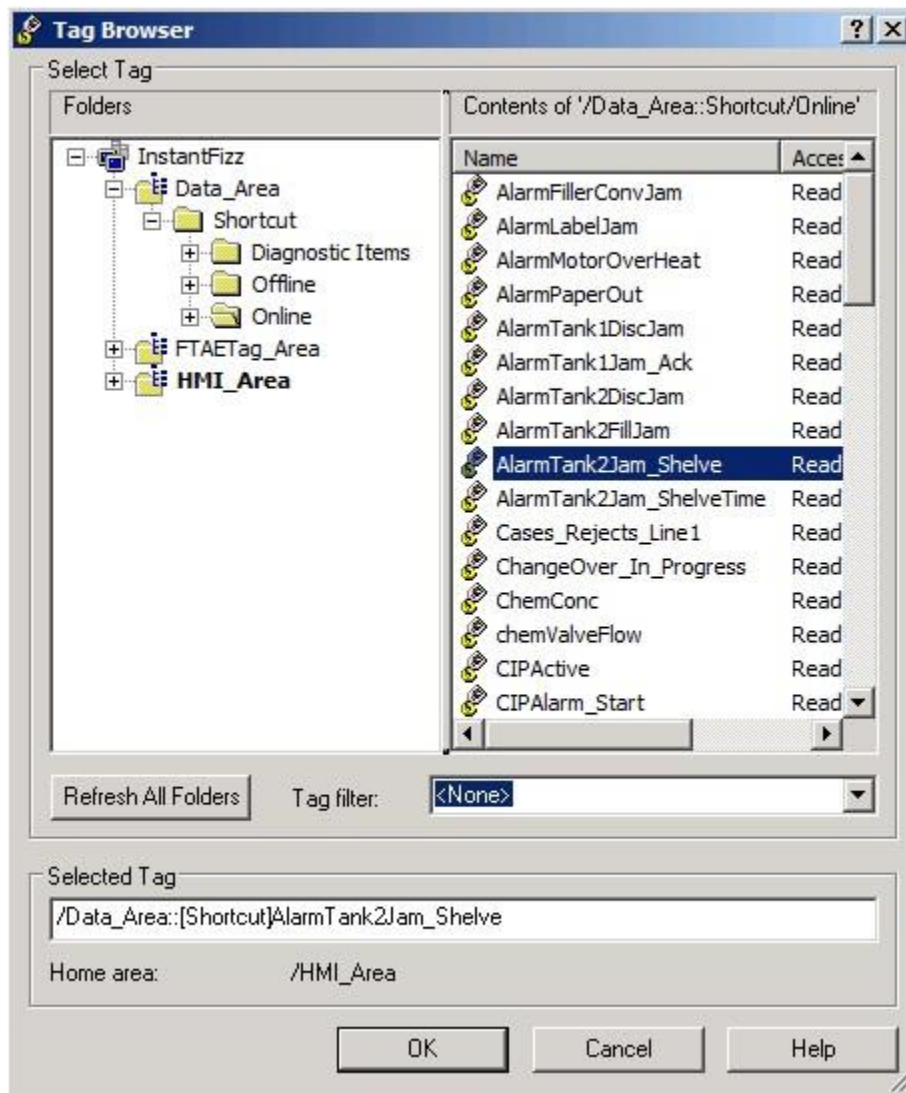 Tag Browser
Select Tag
Folders
InstantFizz
Data_Area
Shortcut
Diagnostic Items
Offline
Online
FTAETag_Area
HMI_Area
Contents of '/Data_Area::Shortcut/Online'
Name Acces
AlarmFillerConvJam Read
AlarmLabelJam Read
AlarmMotorOverHeat Read
AlarmPaperOut Read
AlarmTank1DiscJam Read
AlarmTank1Jam_Ack Read
AlarmTank2DiscJam Read
AlarmTank2FillJam Read
AlarmTank2Jam_Shelve Read
AlarmTank2Jam_ShelveTime Read
Cases_Rejects_Line1 Read
ChangeOver_In_Progress Read
ChemConc Read
chemValveFlow Read
CIPActive Read
CIPAlarm_Start Read
Refresh All Folders Tag filter: <None>
Selected Tag
/Data_Area::[Shortcut]AlarmTank2Jam_Shelve
Home area: /HMI_Area
OK Cancel Help